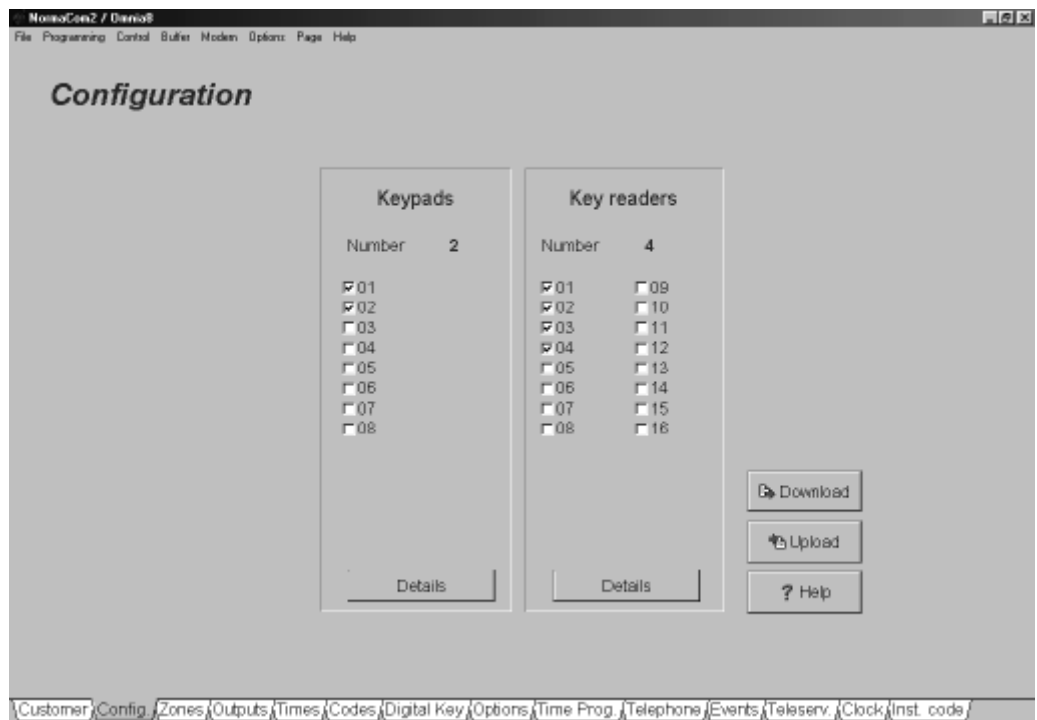 NormaCom2 / Omnia8
File Programming Control Buffer Modem Options Page Help
Configuration
Keypads
Number 2
01
02
03
04
05
06
07
08
Details
Key readers
Number 4
01 09
02 10
03 11
04 12
05 13
06 14
07 15
08 16
Details
Download
Upload
? Help
Customer Config. Zones Outputs Times Codes Digital Key Options Time Prog. Telephone Events Teleserv. Clock Inst. code